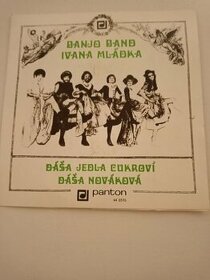 BANJO BAND
IVANA MLÁDKA
DÁŠA JEDLA CUKROVÍ
DÁŠA NOVÁKOVÁ
panton